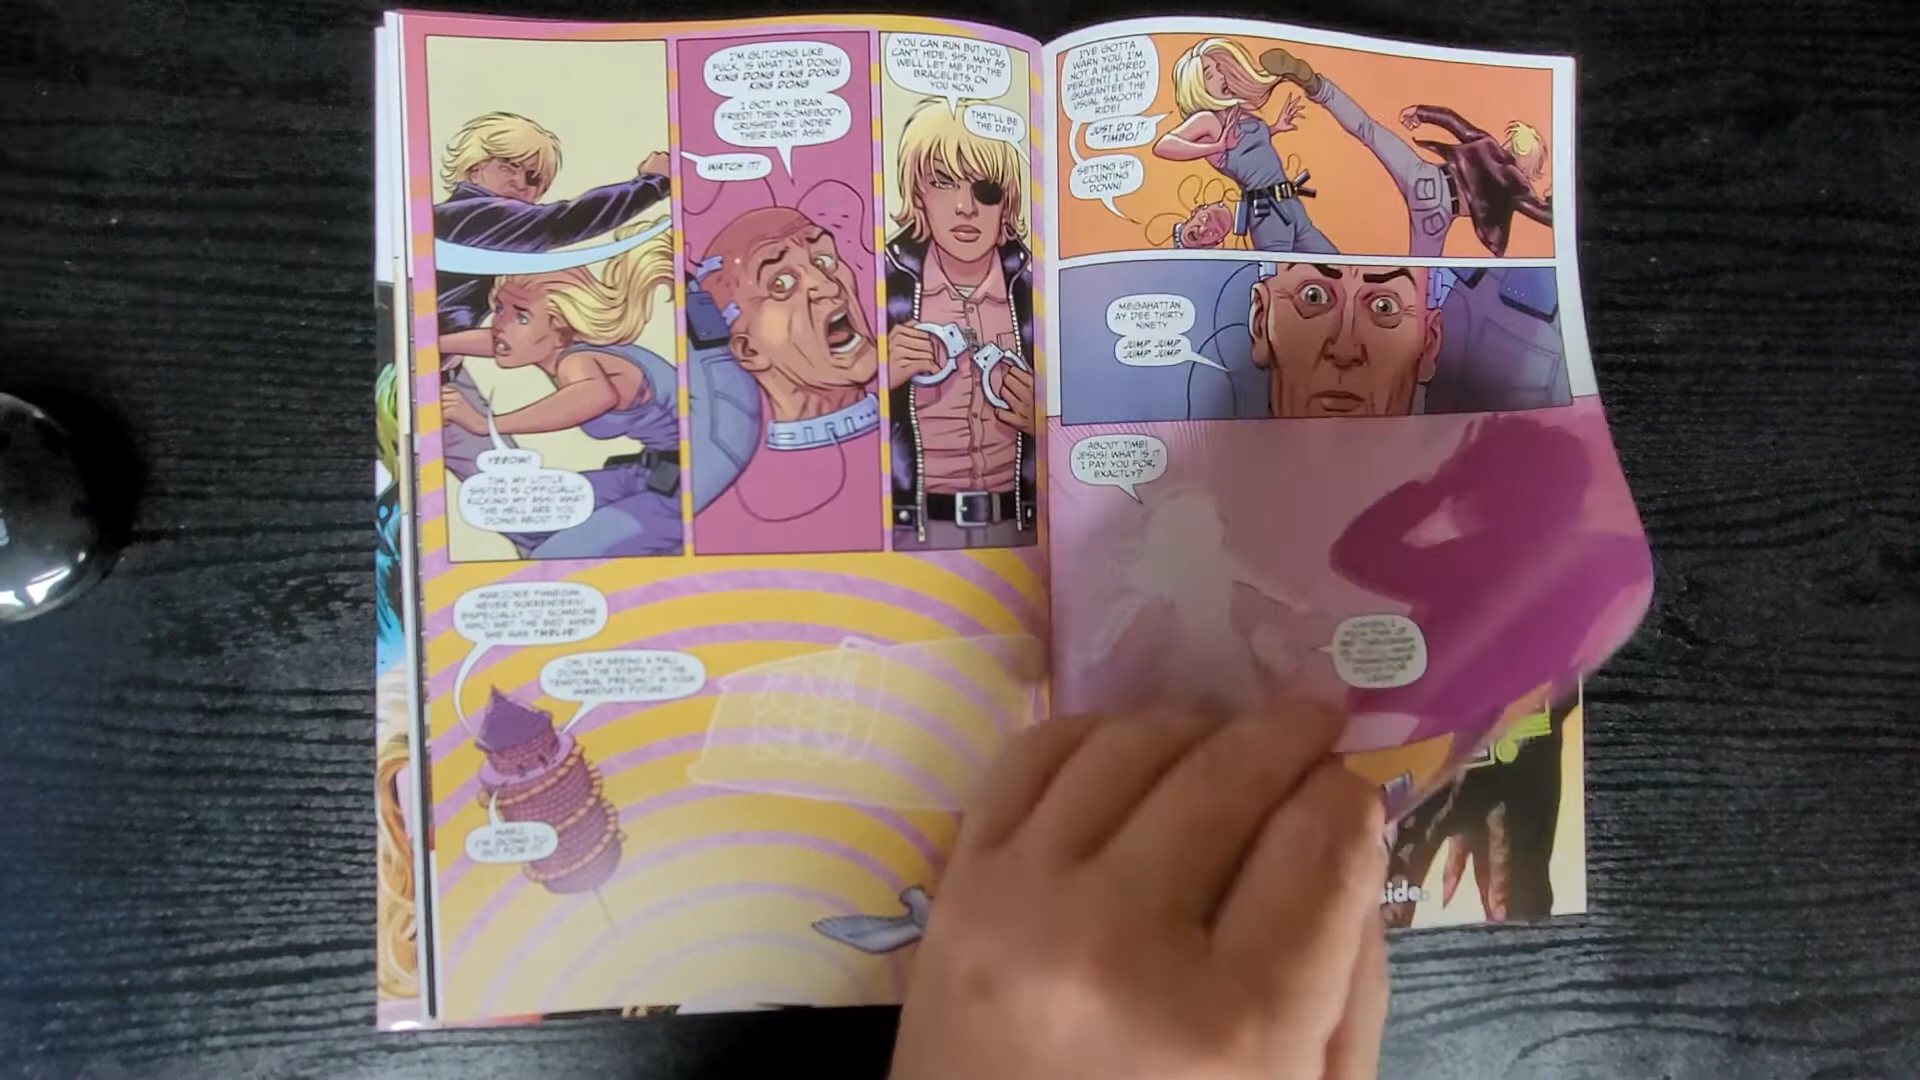 YEEOW!
TIM, MY LITTLE
SISTER IS OFFICIALLY
KICKING MY ASS! WHAT
THE HELL ARE YOU
DOING ABOUT IT?
I'M GLITCHING LIKE
FUCK, IS WHAT I'M DOING!
KING DONG KING DONG
KING DONG
I GOT MY BRAIN
FRIED! THEN SOMEBODY
CRUSHED ME UNDER
THEIR GIANT ASS!
WATCH IT!
YOU CAN RUN BUT YOU
CAN'T HIDE, SIS. MAY AS
WELL LET ME PUT THE
BRACELETS ON
YOU NOW.
THAT'LL BE
THE DAY!
MARJORIE FINNEGAN
NEVER SURRENDERS!
ESPECIALLY TO SOMEONE
WHO WET THE BED WHEN
SHE WAS TWELVE!
OH, I'M SEEING A FALL
DOWN THE STEPS OF THE
TEMPORAL PRECINCT IN YOUR
IMMEDIATE FUTURE...!
MARJ,
I'M GOING TO
GO FOR IT!
I'VE GOTTA
WARN YOU, I'M
NOT A HUNDRED
PERCENT! I CAN'T
GUARANTEE THE
USUAL SMOOTH
RIDE!
JUST DO IT,
TIMBO!
SETTING UP!
COUNTING
DOWN!
MEGAHATTAN
AY DEE THIRTY
NINETY
JUMP JUMP
JUMP JUMP
ABOUT TIME!
JESUS! WHAT IS IT
I PAY YOU FOR,
EXACTLY?
side.